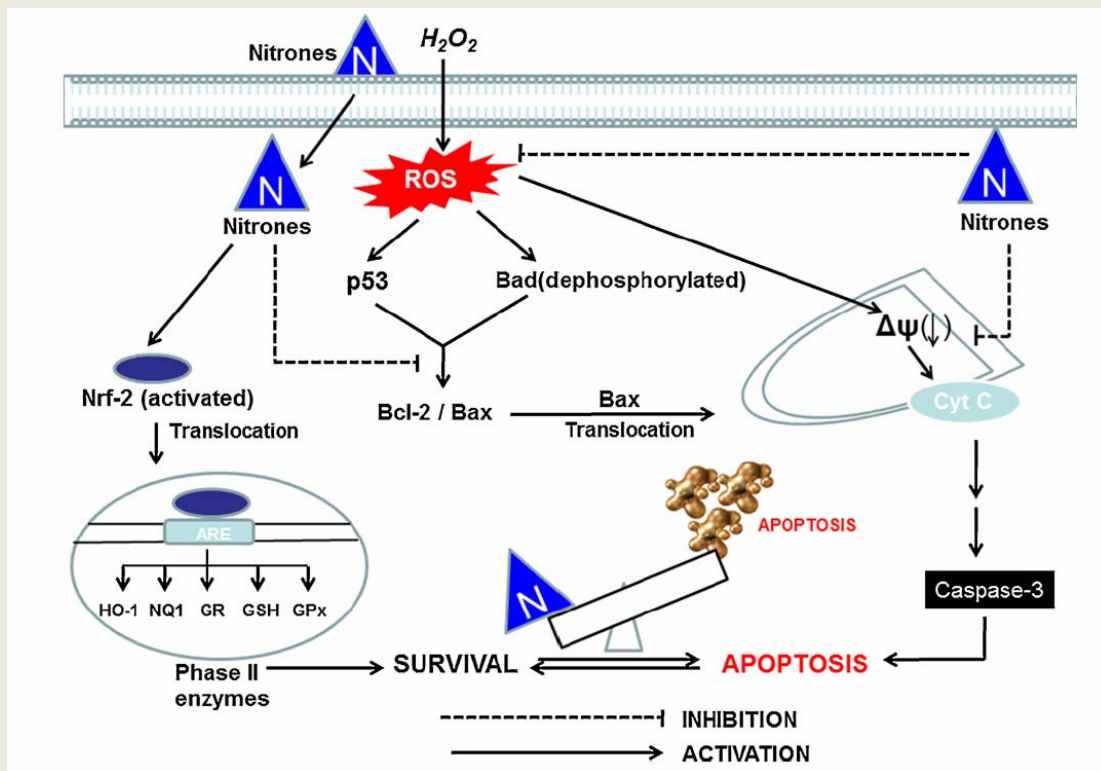 Nitrones
N
H₂O₂
N
Nitrones
ROS
N
Nitrones
p53
Bad(dephosphorylated)
Δψ(↓)
Nrf-2 (activated)
Translocation
Bcl-2 / Bax
Bax
Translocation
Cyt C
ARE
HO-1 NQ1 GR GSH GPx
APOPTOSIS
N
Caspase-3
Phase II
enzymes
SURVIVAL
APOPTOSIS
INHIBITION
ACTIVATION